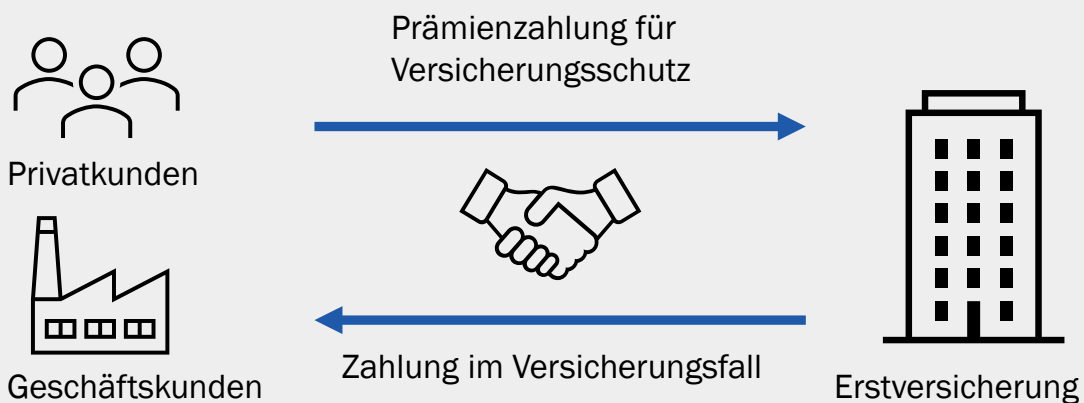 Prämienzahlung für
Versicherungsschutz
Privatkunden
Geschäftskunden
Zahlung im Versicherungsfall
Erstversicherung